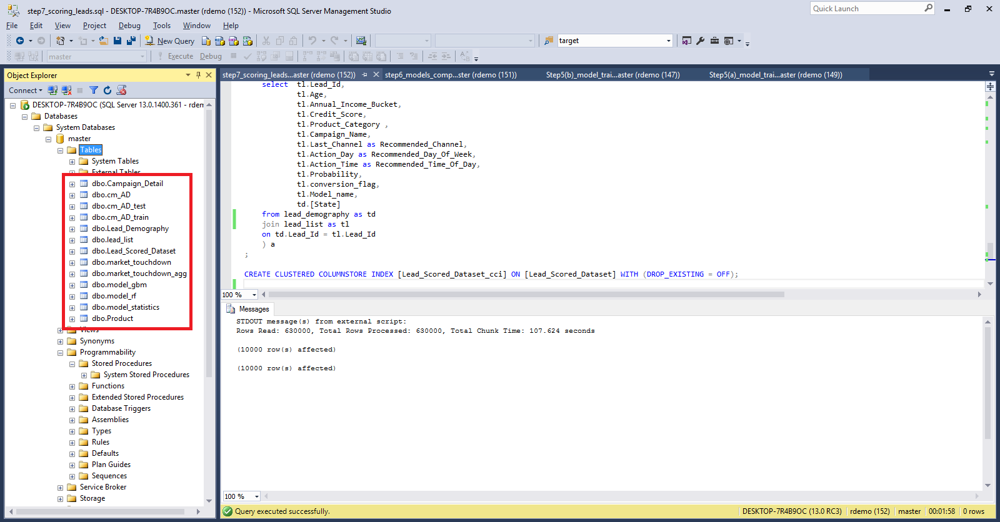 step7_scoring_leads.sql - DESKTOP-7R4B9OC.master (rdemo (152)) - Microsoft SQL Server Management Studio
Quick Launch
File Edit View Project Debug Tools Window Help
New Query
target
master
Execute Debug
Object Explorer
Connect
DESKTOP-7R4B9OC (SQL Server 13.0.1400.361 - rden
Databases
System Databases
master
Tables
System Tables
External Tables
dbo.Campaign_Detail
dbo.cm_AD
dbo.cm_AD_test
dbo.cm_AD_train
dbo.Lead_Demography
dbo.lead_list
dbo.Lead_Scored_Dataset
dbo.market_touchdown
dbo.market_touchdown_agg
dbo.model_gbm
dbo.model_rf
dbo.model_statistics
dbo.Product
Views
Synonyms
Programmability
Stored Procedures
System Stored Procedures
Functions
Extended Stored Procedures
Database Triggers
Assemblies
Types
Rules
Defaults
Plan Guides
Sequences
Service Broker
Storage
step7_scoring_leads...aster (rdemo (152)) step6_models_comp...ster (rdemo (151)) Step5(b)_model_trai...aster (rdemo (147)) Step5(a)_model_trai...aster (rdemo (149))
select tl.Lead_Id,
tl.Age,
tl.Annual_Income_Bucket,
tl.Credit_Score,
tl.Product_Category ,
tl.Campaign_Name,
tl.Last_Channel as Recommended_Channel,
tl.Action_Day as Recommended_Day_Of_Week,
tl.Action_Time as Recommended_Time_Of_Day,
tl.Probability,
tl.conversion_flag,
tl.Model_name,
td.[State]
from lead_demography as td
join lead_list as tl
on td.Lead_Id = tl.Lead_Id
) a
;
CREATE CLUSTERED COLUMNSTORE INDEX [Lead_Scored_Dataset_cci] ON [Lead_Scored_Dataset] WITH (DROP_EXISTING = OFF);
100 %
Messages
STDOUT message(s) from external script:
Rows Read: 630000, Total Rows Processed: 630000, Total Chunk Time: 107.624 seconds
(10000 row(s) affected)
(10000 row(s) affected)
100 %
Query executed successfully.
DESKTOP-7R4B9OC (13.0 RC3) rdemo (152) master 00:01:58 0 rows